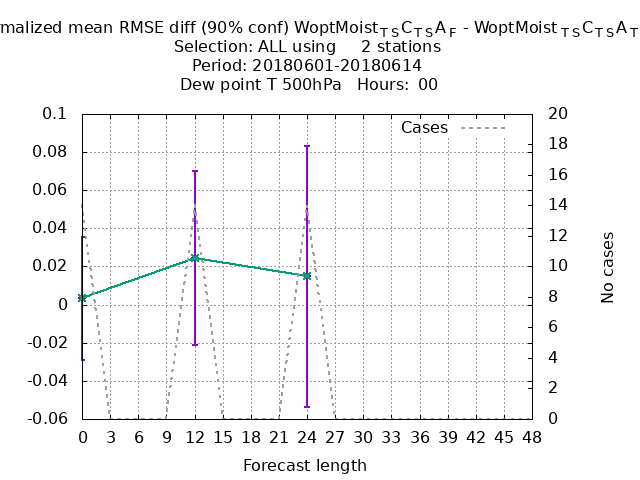 rmalized mean RMSE diff (90% conf) WoptMoist_TSC_TSA_F - WoptMoist_TSC_TSA_T
Selection: ALL using 2 stations
Period: 20180601-20180614
Dew point T 500hPa Hours: 00
Cases
0.1
0.08
0.06
0.04
0.02
0
-0.02
-0.04
-0.06
20
18
16
14
12
10
8
6
4
2
0
No cases
0 3 6 9 12 15 18 21 24 27 30 33 36 39 42 45 48
Forecast length